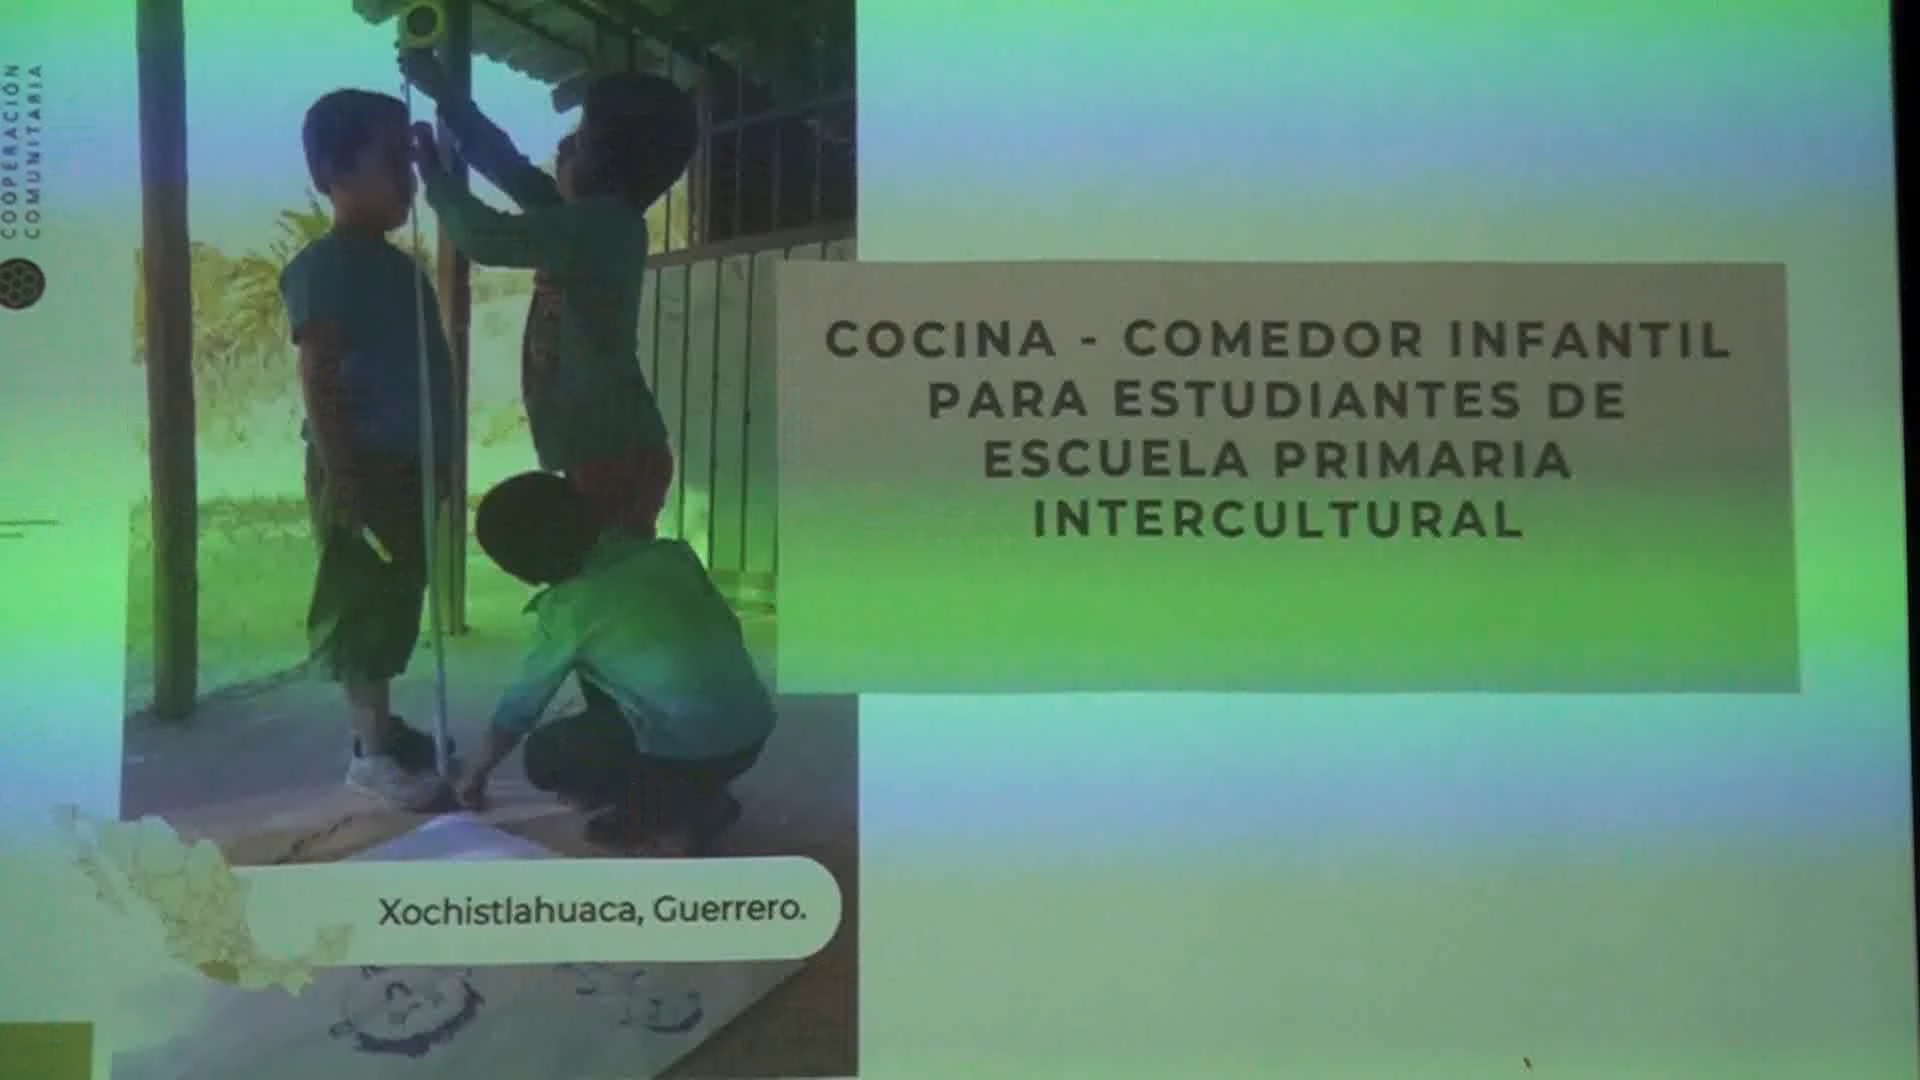 COOPERACIÓN
COMUNITARIA
COCINA - COMEDOR INFANTIL
PARA ESTUDIANTES DE
ESCUELA PRIMARIA
INTERCULTURAL
Xochistlahuaca, Guerrero.